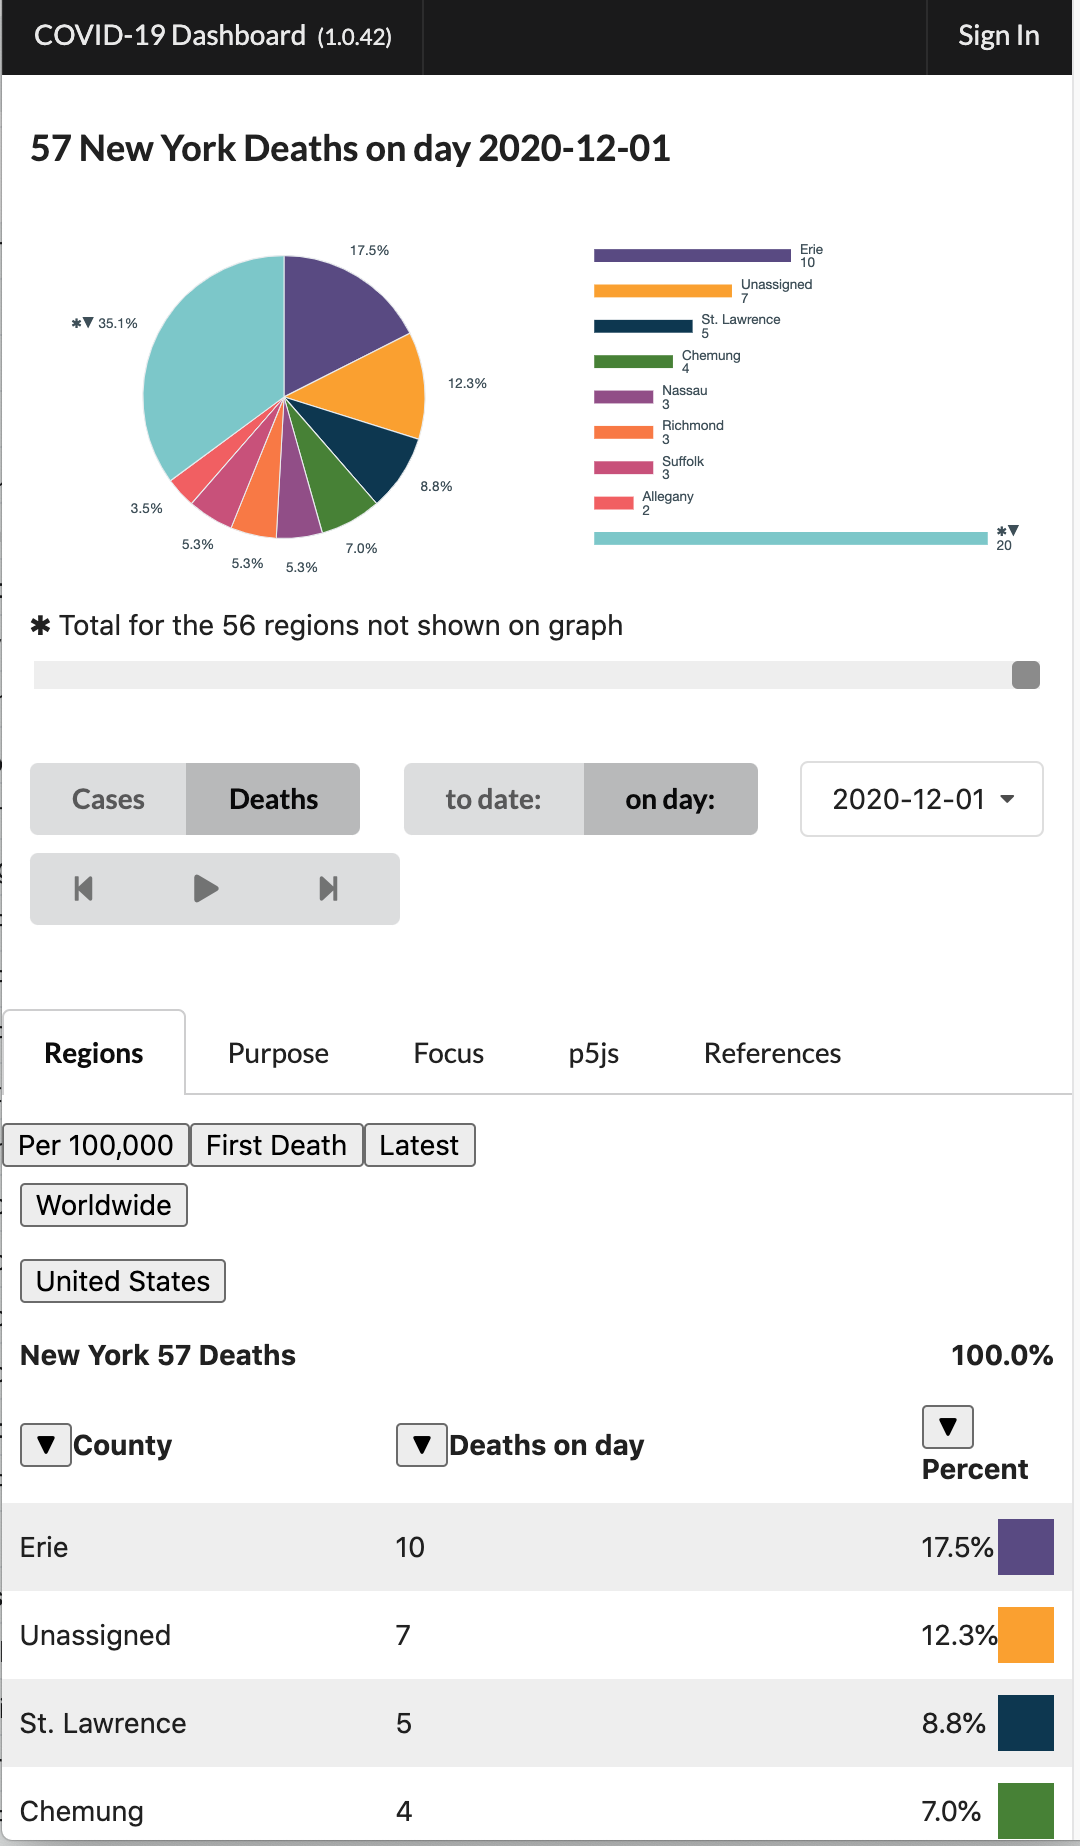 COVID-19 Dashboard (1.0.42)
Sign In
57 New York Deaths on day 2020-12-01
17.5%
12.3%
8.8%
7.0%
5.3%
5.3%
5.3%
3.5%
✱▼ 35.1%
Erie
10
Unassigned
7
St. Lawrence
5
Chemung
4
Nassau
3
Richmond
3
Suffolk
3
Allegany
2
✱▼
20
✱ Total for the 56 regions not shown on graph
Cases Deaths
to date: on day:
2020-12-01
Regions Purpose Focus p5js References
Per 100,000 First Death Latest
Worldwide
United States
New York 57 Deaths 100.0%
▼ County ▼ Deaths on day ▼ Percent
Erie 10 17.5%
Unassigned 7 12.3%
St. Lawrence 5 8.8%
Chemung 4 7.0%